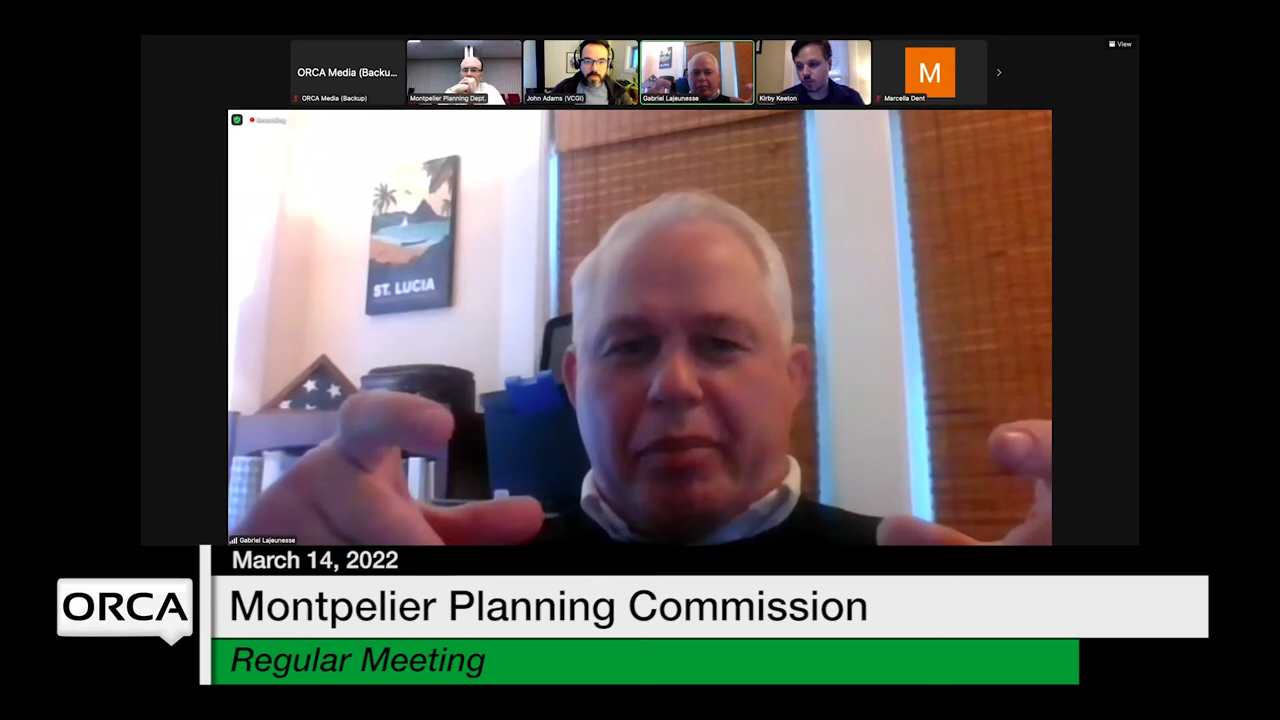 View
ORCA Media (Backu...
ORCA Media (Backup)
Montpelier Planning Dept.
John Adams (VCGI)
Gabriel Lajeunesse
Kirby Keeton
M
Marcella Dent
Recording
ST. LUCIA
Gabriel Lajeunesse
March 14, 2022
ORCA
Montpelier Planning Commission
Regular Meeting